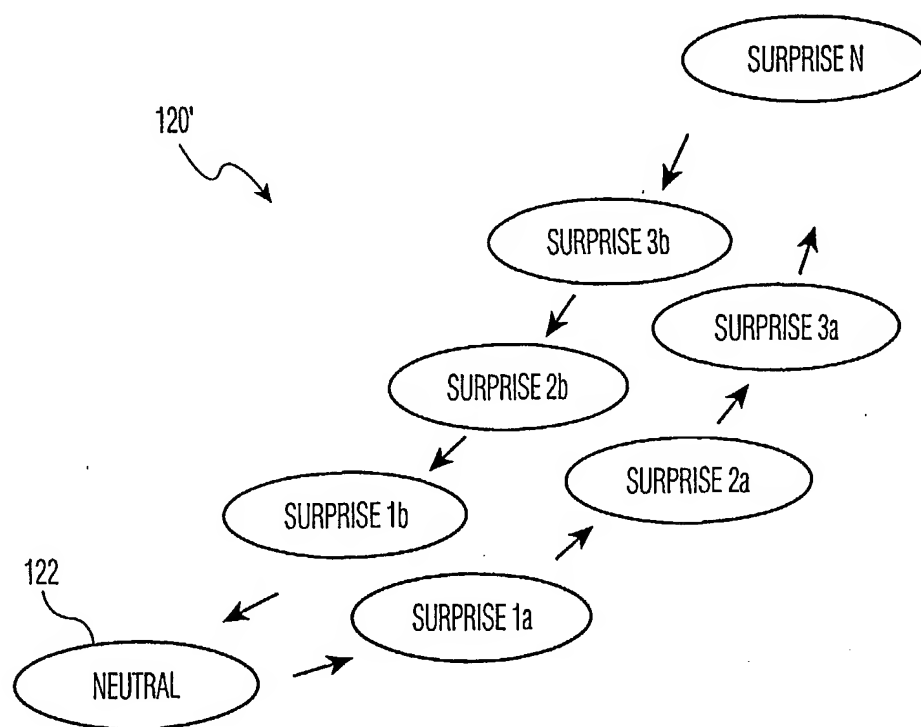 SURPRISE N
120'
SURPRISE 3b
SURPRISE 3a
SURPRISE 2b
SURPRISE 2a
SURPRISE 1b
SURPRISE 1a
122
NEUTRAL